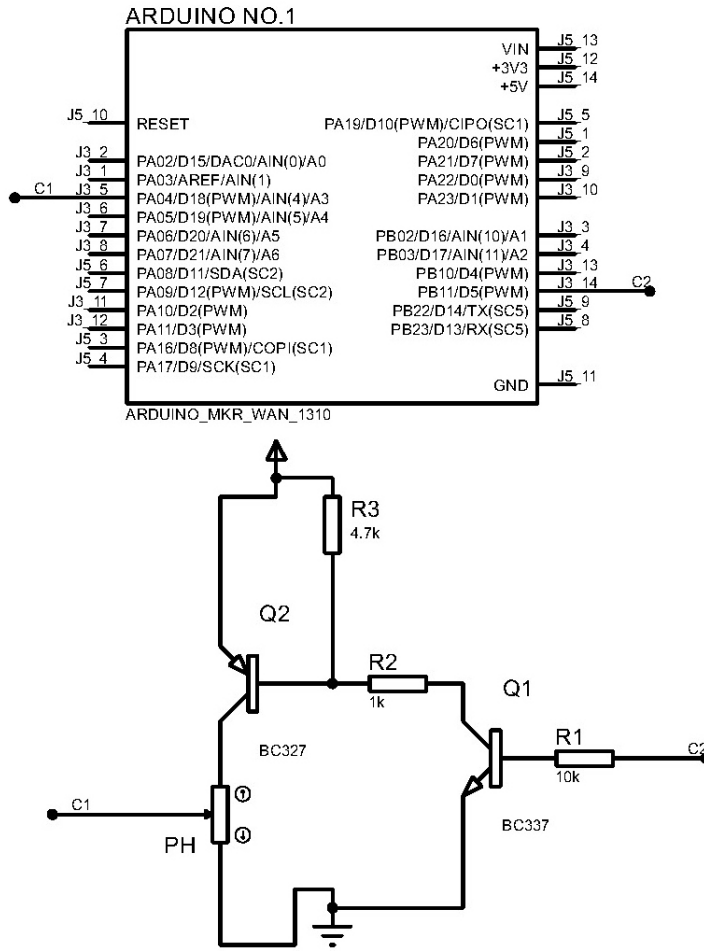 ARDUINO NO.1
VIN J5_13
+3V3 J5_12
+5V J5_14
J5_10 RESET
PA19/D10(PWM)/CIPO(SC1) J5_5
PA20/D6(PWM) J5_1
J3_2 PA02/D15/DAC0/AIN(0)/A0
PA21/D7(PWM) J5_2
J3_1 PA03/AREF/AIN(1)
PA22/D0(PWM) J3_9
C1 J3_5 PA04/D18(PWM)/AIN(4)/A3
PA23/D1(PWM) J3_10
J3_6 PA05/D19(PWM)/AIN(5)/A4
J3_7 PA06/D20/AIN(6)/A5
PB02/D16/AIN(10)/A1 J3_3
J3_8 PA07/D21/AIN(7)/A6
PB03/D17/AIN(11)/A2 J3_4
J5_6 PA08/D11/SDA(SC2)
PB10/D4(PWM) J3_13
J5_7 PA09/D12(PWM)/SCL(SC2)
PB11/D5(PWM) J3_14 C2
J3_11 PA10/D2(PWM)
PB22/D14/TX(SC5) J5_9
J3_12 PA11/D3(PWM)
PB23/D13/RX(SC5) J5_8
J5_3 PA16/D8(PWM)/COPI(SC1)
J5_4 PA17/D9/SCK(SC1)
GND J5_11
ARDUINO_MKR_WAN_1310
R3
4.7k
Q2
R2
1k
Q1
BC327
R1
10k
C2
C1
PH
BC337